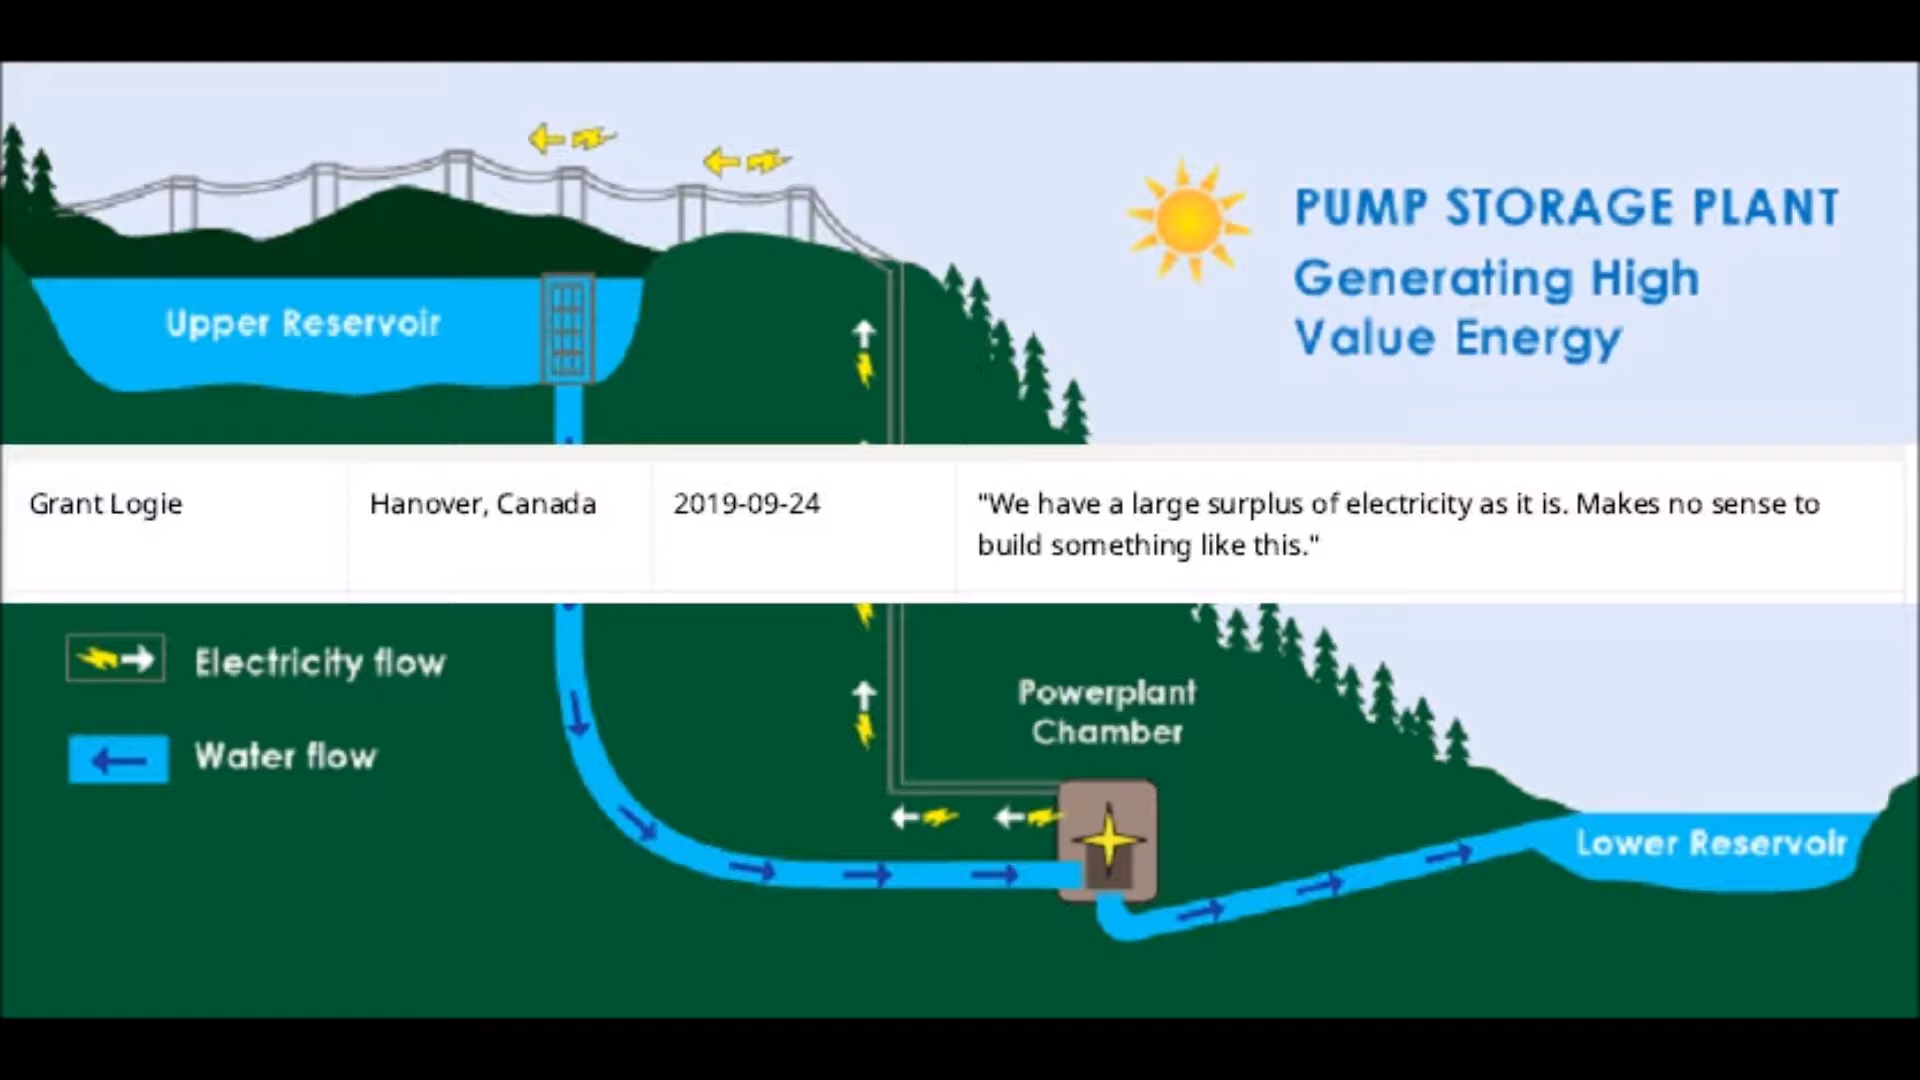 PUMP STORAGE PLANT
Generating High
Value Energy
Upper Reservoir
Grant Logie
Hanover, Canada
2019-09-24
"We have a large surplus of electricity as it is. Makes no sense to
build something like this."
Electricity flow
Water flow
Powerplant
Chamber
Lower Reservoir